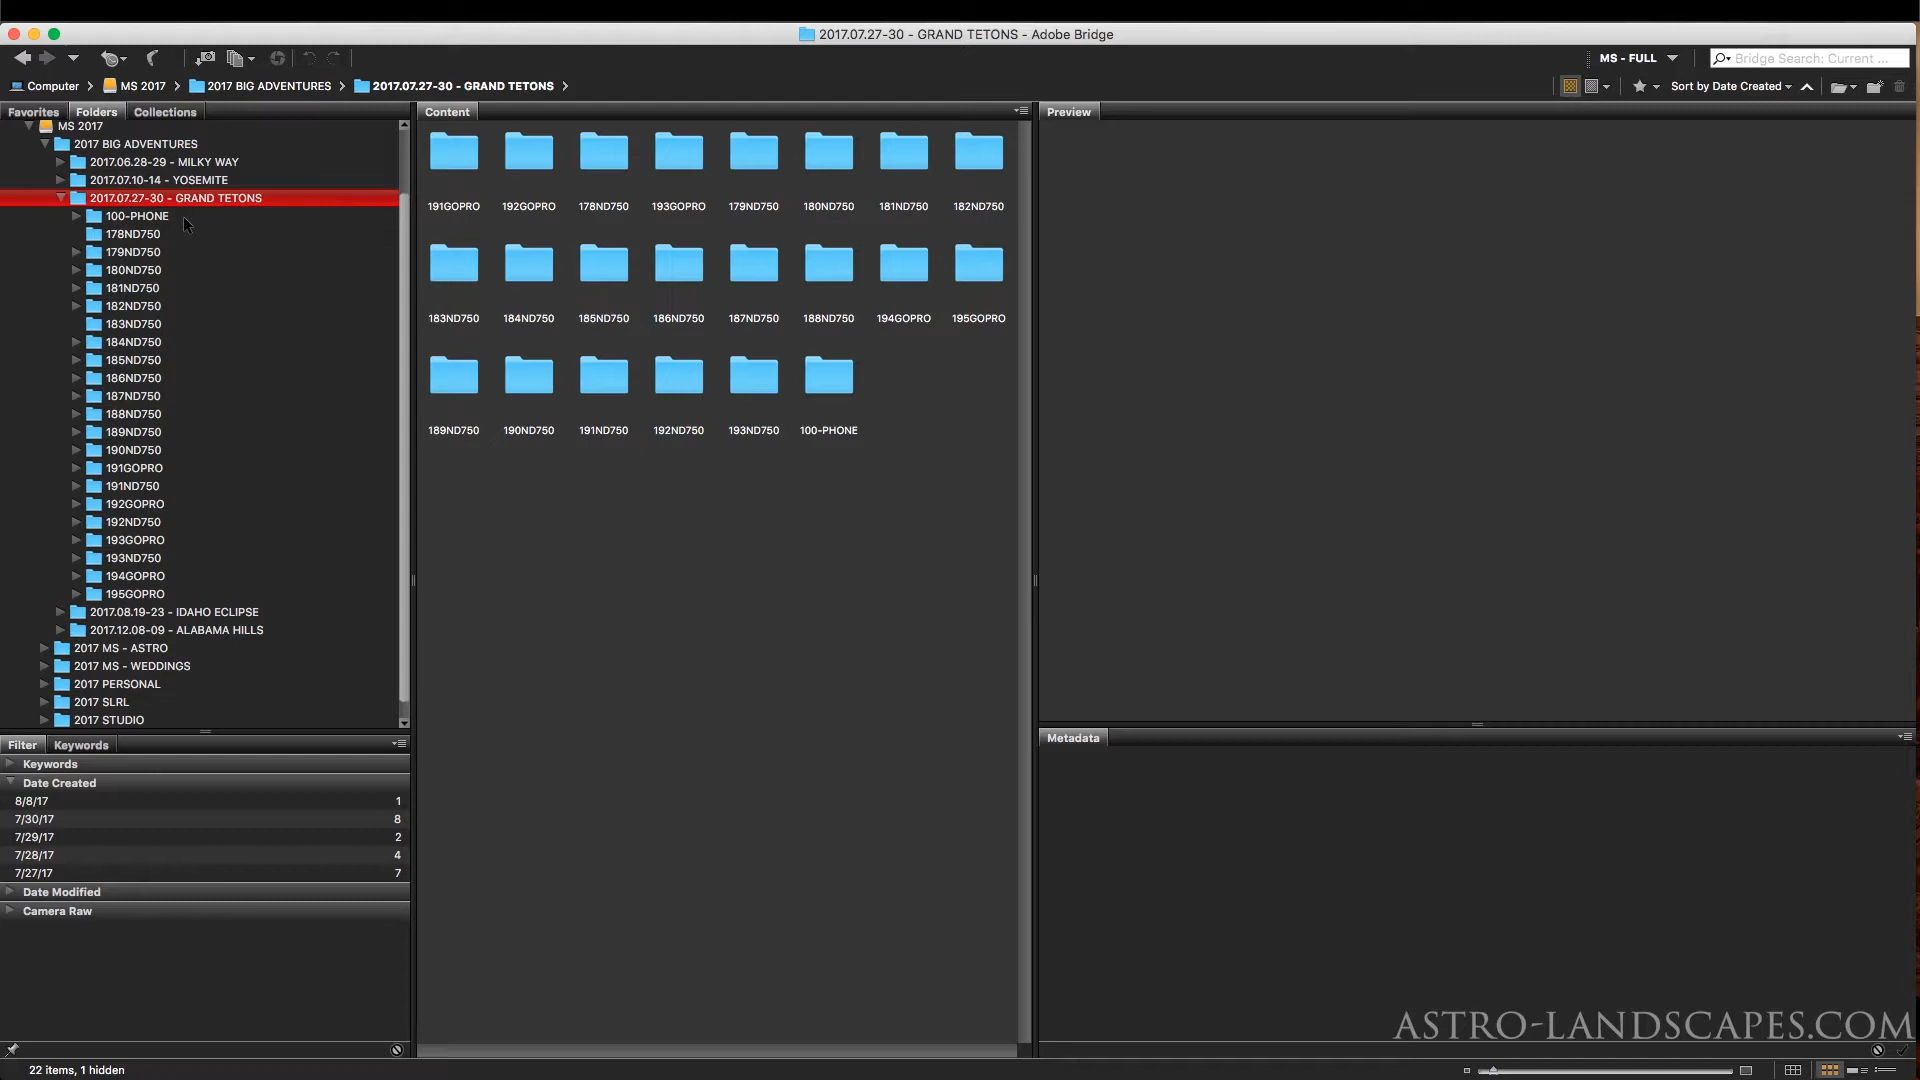 2017.07.27-30 - GRAND TETONS - Adobe Bridge
MS - FULL
Bridge Search: Current ...
Computer
MS 2017
2017 BIG ADVENTURES
2017.07.27-30 - GRAND TETONS
Sort by Date Created
Favorites
Folders
Collections
MS 2017
2017 BIG ADVENTURES
2017.06.28-29 - MILKY WAY
2017.07.10-14 - YOSEMITE
2017.07.27-30 - GRAND TETONS
100-PHONE
178ND750
179ND750
180ND750
181ND750
182ND750
183ND750
184ND750
185ND750
186ND750
187ND750
188ND750
189ND750
190ND750
191GOPRO
191ND750
192GOPRO
192ND750
193GOPRO
193ND750
194GOPRO
195GOPRO
2017.08.19-23 - IDAHO ECLIPSE
2017.12.08-09 - ALABAMA HILLS
2017 MS - ASTRO
2017 MS - WEDDINGS
2017 PERSONAL
2017 SLRL
2017 STUDIO
Filter
Keywords
Keywords
Date Created
8/8/17 1
7/30/17 8
7/29/17 2
7/28/17 4
7/27/17 7
Date Modified
Camera Raw
22 items, 1 hidden
Content
191GOPRO 192GOPRO 178ND750 193GOPRO 179ND750 180ND750 181ND750 182ND750
183ND750 184ND750 185ND750 186ND750 187ND750 188ND750 194GOPRO 195GOPRO
189ND750 190ND750 191ND750 192ND750 193ND750 100-PHONE
Preview
Metadata
ASTRO-LANDSCAPES.COM